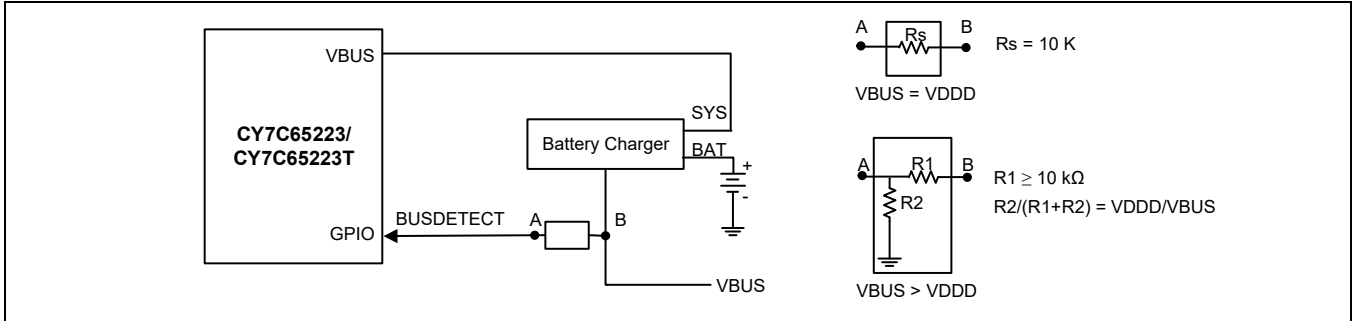 VBUS
CY7C65223/
CY7C65223T
GPIO
BUSDETECT
A
B
SYS
Battery Charger
BAT
+
-
VBUS
A
Rs
B
Rs = 10 K
VBUS = VDDD
A
R1
B
R2
R1 ≥ 10 kΩ
R2/(R1+R2) = VDDD/VBUS
VBUS > VDDD